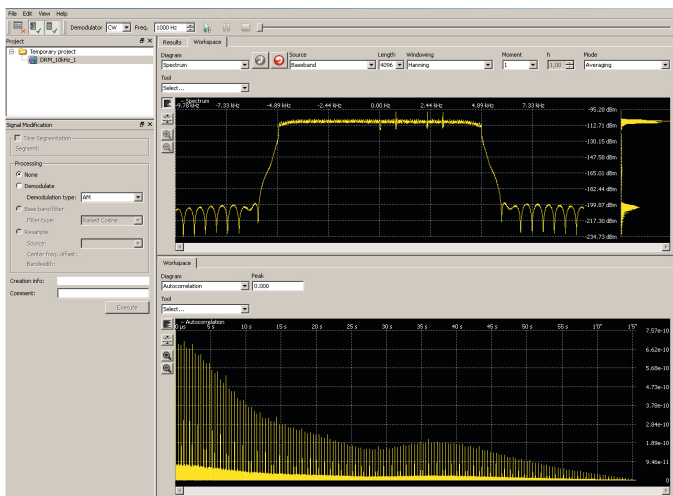 File Edit View Help
Demodulator CW Freq. 1000 Hz
Project
Temporary project
DRM_10kHz_1
Signal Modification
Time Segmentation
Segment:
Processing
None
Demodulate
Demodulation type: AM
Base band filter
Filter type: Raised Cosine
Resample
Source:
Center freq. offset:
Bandwidth:
Creation info:
Comment:
Execute
Results Workspace
Diagram Source Length Windowing Moment h Mode
Spectrum Baseband 4096 Hanning 1 1,00 Averaging
Tool
Select...
Spectrum
-9.78 kHz -7.33 kHz -4.89 kHz -2.44 kHz 0.00 Hz 2.44 kHz 4.89 kHz 7.33 kHz
-95.28 dBm
-112.71 dBm
-130.15 dBm
-147.58 dBm
-165.01 dBm
-182.44 dBm
-199.87 dBm
-217.30 dBm
-234.73 dBm
Workspace
Diagram Peak
Autocorrelation 0.000
Tool
Select...
Autocorrelation
0 µs 5 s 10 s 15 s 20 s 25 s 30 s 35 s 40 s 45 s 50 s 55 s 1'0" 1'5"
7.57e-10
6.62e-10
5.68e-10
4.73e-10
3.78e-10
2.84e-10
1.89e-10
9.46e-11
0